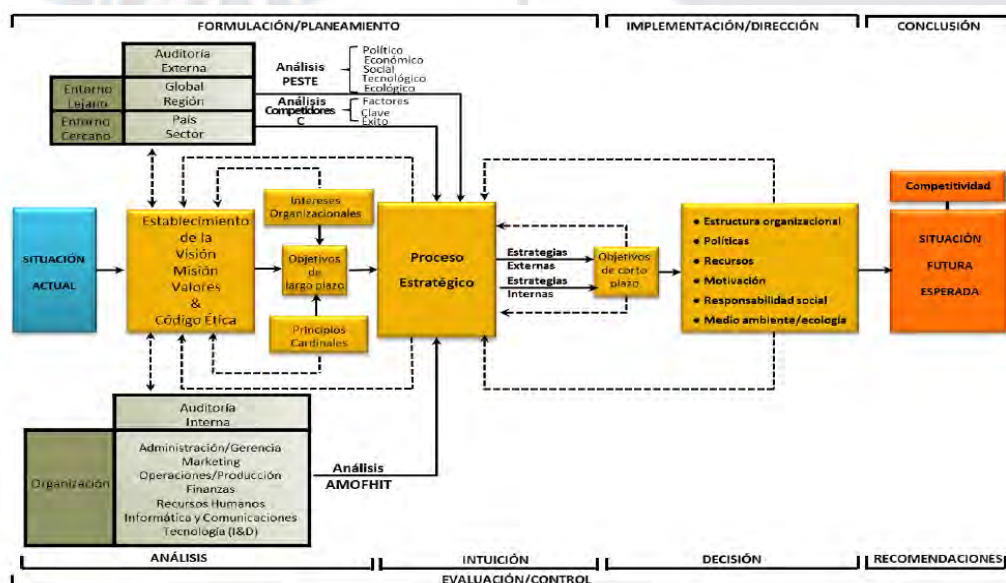 FORMULACIÓN/PLANEAMIENTO
IMPLEMENTACIÓN/DIRECCIÓN
CONCLUSIÓN
Auditoría
Externa
Entorno
Lejano
Global
Región
Entorno
Cercano
País
Sector
Análisis
PESTE
Político
Económico
Social
Tecnológico
Ecológico
Análisis
Competidores
C
Factores
Clave
Éxito
SITUACIÓN
ACTUAL
Establecimiento
de la
Visión
Misión
Valores
&
Código Ética
Intereses
Organizacionales
Objetivos
de
largo plazo
Principios
Cardinales
Proceso
Estratégico
Estrategias
Externas
Estrategias
Internas
Objetivos
de corto
plazo
• Estructura organizacional
• Políticas
• Recursos
• Motivación
• Responsabilidad social
• Medio ambiente/ecología
Competitividad
SITUACIÓN
FUTURA
ESPERADA
Auditoría
Interna
Organización
Administración/Gerencia
Marketing
Operaciones/Producción
Finanzas
Recursos Humanos
Informática y Comunicaciones
Tecnología (I&D)
Análisis
AMOFHIT
ANÁLISIS
INTUICIÓN
DECISIÓN
RECOMENDACIONES
EVALUACIÓN/CONTROL